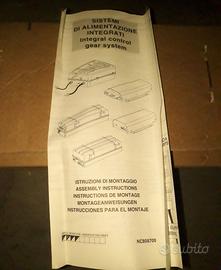 SISTEMI
DI ALIMENTAZIONE
INTEGRATI
Integral control
gear system
ISTRUZIONI DI MONTAGGIO
ASSEMBLY INSTRUCTIONS
INSTRUCTIONS DE MONTAGE
MONTAGEANWEISUNGEN
INSTRUCCIONES PARA EL MONTAJE
NC808700
subito